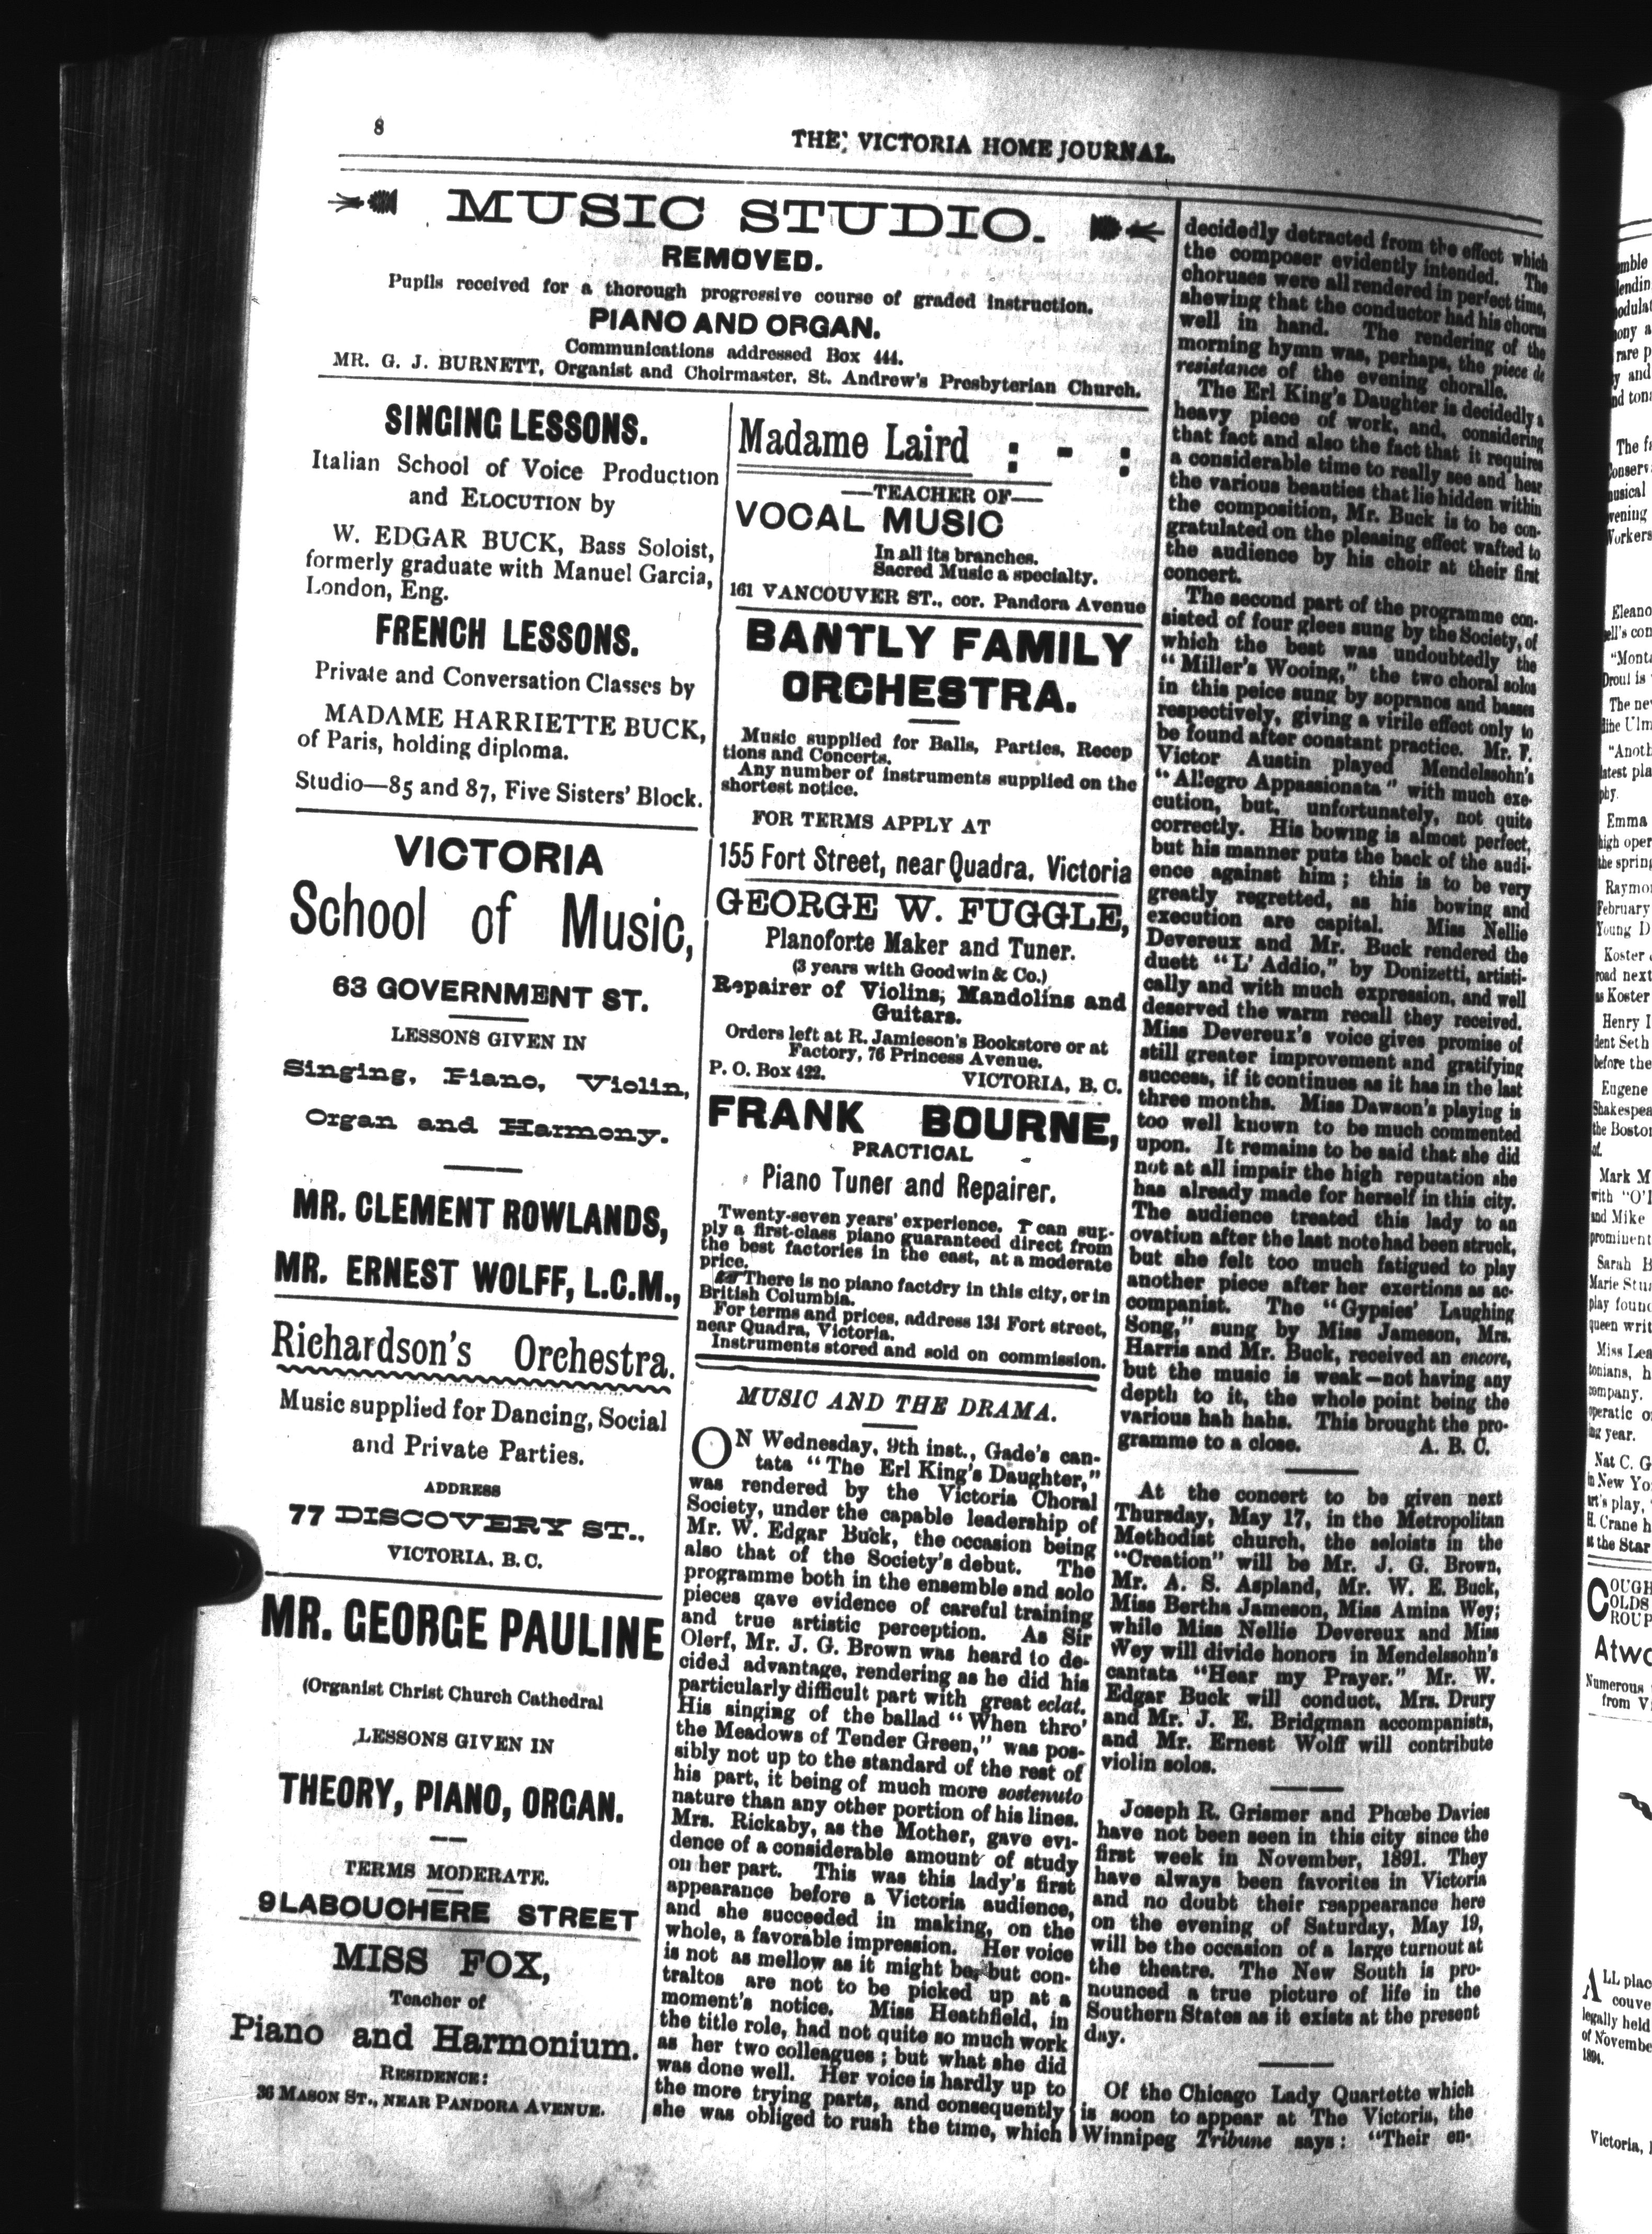 8
THE VICTORIA HOME JOURNAL.
MUSIC STUDIO.
REMOVED.
Pupils received for a thorough progressive course of graded instruction.
PIANO AND ORGAN.
Communications addressed Box 444.
MR. G. J. BURNETT, Organist and Choirmaster, St. Andrew's Presbyterian Church.
SINGING LESSONS.
Italian School of Voice Production
and ELOCUTION by
W. EDGAR BUCK, Bass Soloist,
formerly graduate with Manuel Garcia,
London, Eng.
FRENCH LESSONS.
Private and Conversation Classes by
MADAME HARRIETTE BUCK,
of Paris, holding diploma.
Studio—85 and 87, Five Sisters' Block.
VICTORIA
School of Music,
63 GOVERNMENT ST.
LESSONS GIVEN IN
Singing, Piano, Violin,
Organ and Harmony.
MR. CLEMENT ROWLANDS,
MR. ERNEST WOLFF, L.C.M.,
Richardson's Orchestra.
Music supplied for Dancing, Social
and Private Parties.
ADDRESS
77 DISCOVERY ST.,
VICTORIA, B. C.
MR. GEORGE PAULINE
(Organist Christ Church Cathedral
LESSONS GIVEN IN
THEORY, PIANO, ORGAN.
TERMS MODERATE.
9 LABOUCHERE STREET
MISS FOX,
Teacher of
Piano and Harmonium.
RESIDENCE:
36 MASON ST., NEAR PANDORA AVENUE.
Madame Laird : - :
—TEACHER OF—
VOCAL MUSIC
In all its branches.
Sacred Music a specialty.
161 VANCOUVER ST., cor. Pandora Avenue
BANTLY FAMILY
ORCHESTRA.
Music supplied for Balls, Parties, Recep
tions and Concerts.
Any number of instruments supplied on the
shortest notice.
FOR TERMS APPLY AT
155 Fort Street, near Quadra, Victoria
GEORGE W. FUGGLE,
Pianoforte Maker and Tuner.
(3 years with Goodwin & Co.)
Repairer of Violins, Mandolins and
Guitars.
Orders left at R. Jamieson's Bookstore or at
Factory, 76 Princess Avenue.
P. O. Box 422. VICTORIA, B. C.
FRANK BOURNE,
PRACTICAL
Piano Tuner and Repairer.
Twenty-seven years' experience. I can sup-
ply a first-class piano guaranteed direct from
the best factories in the east, at a moderate
price.
There is no piano factory in this city, or in
British Columbia.
For terms and prices, address 134 Fort street,
near Quadra, Victoria.
Instruments stored and sold on commission.
MUSIC AND THE DRAMA.
ON Wednesday, 9th inst., Gade's can-
tata "The Erl King's Daughter,"
was rendered by the Victoria Choral
Society, under the capable leadership of
Mr. W. Edgar Buck, the occasion being
also that of the Society's debut. The
programme both in the ensemble and solo
pieces gave evidence of careful training
and true artistic perception. As Sir
Olerf, Mr. J. G. Brown was heard to de-
cided advantage, rendering as he did his
particularly difficult part with great eclat.
His singing of the ballad "When thro'
the Meadows of Tender Green," was pos-
sibly not up to the standard of the rest of
his part, it being of much more sostenuto
nature than any other portion of his lines.
Mrs. Rickaby, as the Mother, gave evi-
dence of a considerable amount of study
on her part. This was this lady's first
appearance before a Victoria audience,
and she succeeded in making, on the
whole, a favorable impression. Her voice
is not as mellow as it might be, but con-
traltos are not to be picked up at a
moment's notice. Miss Heathfield, in
the title role, had not quite so much work
as her two colleagues; but what she did
was done well. Her voice is hardly up to
the more trying parts, and consequently
she was obliged to rush the time, which
decidedly detracted from the effect which
the composer evidently intended. The
choruses were all rendered in perfect time,
shewing that the conductor had his chorus
well in hand. The rendering of the
morning hymn was, perhaps, the piece de
resistance of the evening choralle.
The Erl King's Daughter is decidedly a
heavy piece of work, and, considering
that fact and also the fact that it requires
a considerable time to really see and hear
the various beauties that lie hidden within
the composition, Mr. Buck is to be con-
gratulated on the pleasing effect wafted to
the audience by his choir at their first
concert.
The second part of the programme con-
sisted of four glees sung by the Society, of
which the best was undoubtedly the
"Miller's Wooing," the two choral solos
in this peice sung by sopranos and basses
respectively, giving a virile effect only to
be found after constant practice. Mr. F.
Victor Austin played Mendelssohn's
"Allegro Appassionata" with much exe-
cution, but, unfortunately, not quite
correctly. His bowing is almost perfect,
but his manner puts the back of the audi-
ence against him; this is to be very
greatly regretted, as his bowing and
execution are capital. Miss Nellie
Devereux and Mr. Buck rendered the
duett "L' Addio," by Donizetti, artisti-
cally and with much expression, and well
deserved the warm recall they received.
Miss Devereux's voice gives promise of
still greater improvement and gratifying
success, if it continues as it has in the last
three months. Miss Dawson's playing is
too well known to be much commented
upon. It remains to be said that she did
not at all impair the high reputation she
has already made for herself in this city.
The audience treated this lady to an
ovation after the last note had been struck,
but she felt too much fatigued to play
another piece after her exertions as ac-
companist. The "Gypsies' Laughing
Song," sung by Miss Jameson, Mrs.
Harris and Mr. Buck, received an encore,
but the music is weak—not having any
depth to it, the whole point being the
various hah hahs. This brought the pro-
gramme to a close. A. B. C.
At the concert to be given next
Thursday, May 17, in the Metropolitan
Methodist church, the soloists in the
"Creation" will be Mr. J. G. Brown,
Mr. A. S. Aspland, Mr. W. E. Buck,
Miss Bertha Jameson, Miss Amina Wey;
while Miss Nellie Devereux and Miss
Wey will divide honors in Mendelssohn's
cantata "Hear my Prayer." Mr. W.
Edgar Buck will conduct, Mrs. Drury
and Mr. J. E. Bridgman accompanists,
and Mr. Ernest Wolff will contribute
violin solos.
Joseph R. Grismer and Phœbe Davies
have not been seen in this city since the
first week in November, 1891. They
have always been favorites in Victoria
and no doubt their reappearance here
on the evening of Saturday, May 19,
will be the occasion of a large turnout at
the theatre. The New South is pro-
nounced a true picture of life in the
Southern States as it exists at the present
day.
Of the Chicago Lady Quartette which
is soon to appear at The Victoria, the
Winnipeg Tribune says: "Their en-